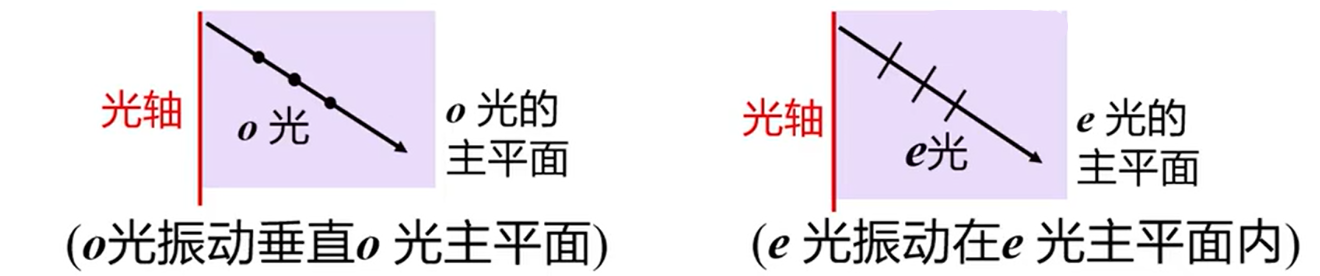 光轴
o 光
o 光的
主平面
(o光振动垂直o 光主平面)
光轴
e光
e 光的
主平面
(e 光振动在e 光主平面内)